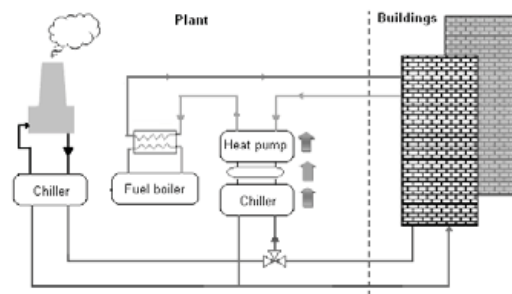 Plant
Buildings
Heat pump
Chiller
Fuel boiler
Chiller